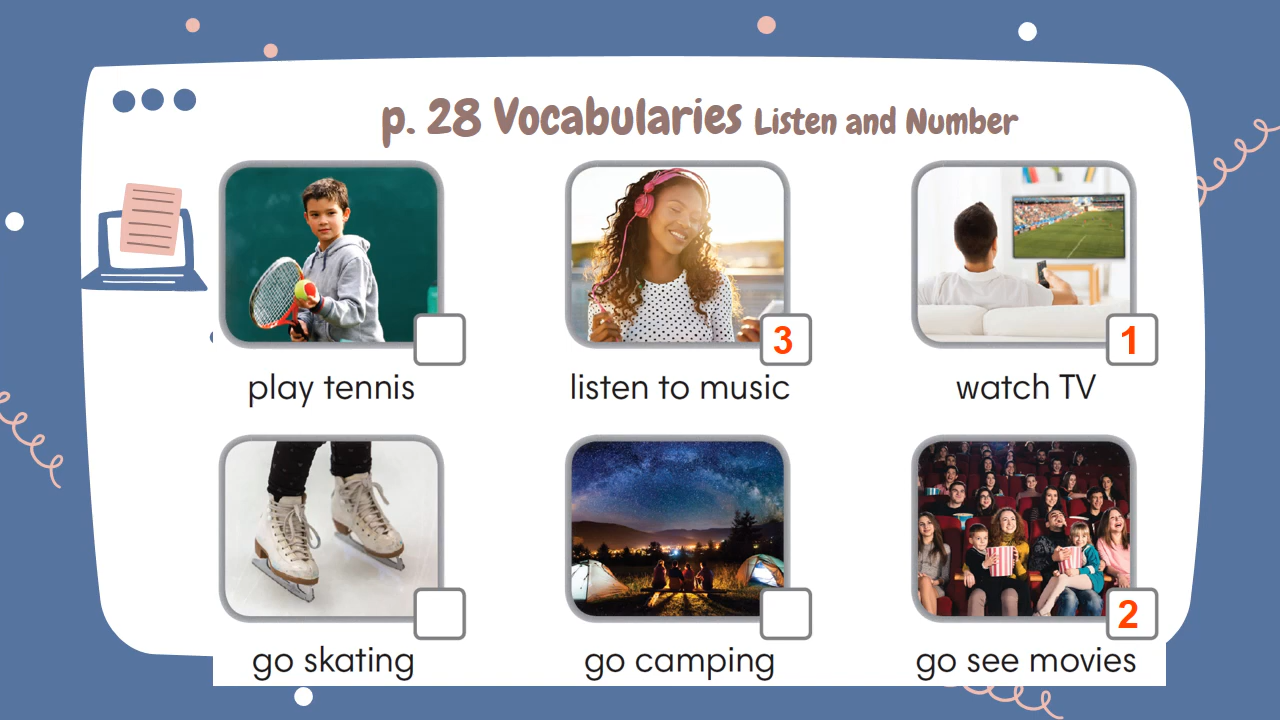 p. 28 Vocabularies Listen and Number
3
1
play tennis
listen to music
watch TV
2
go skating
go camping
go see movies